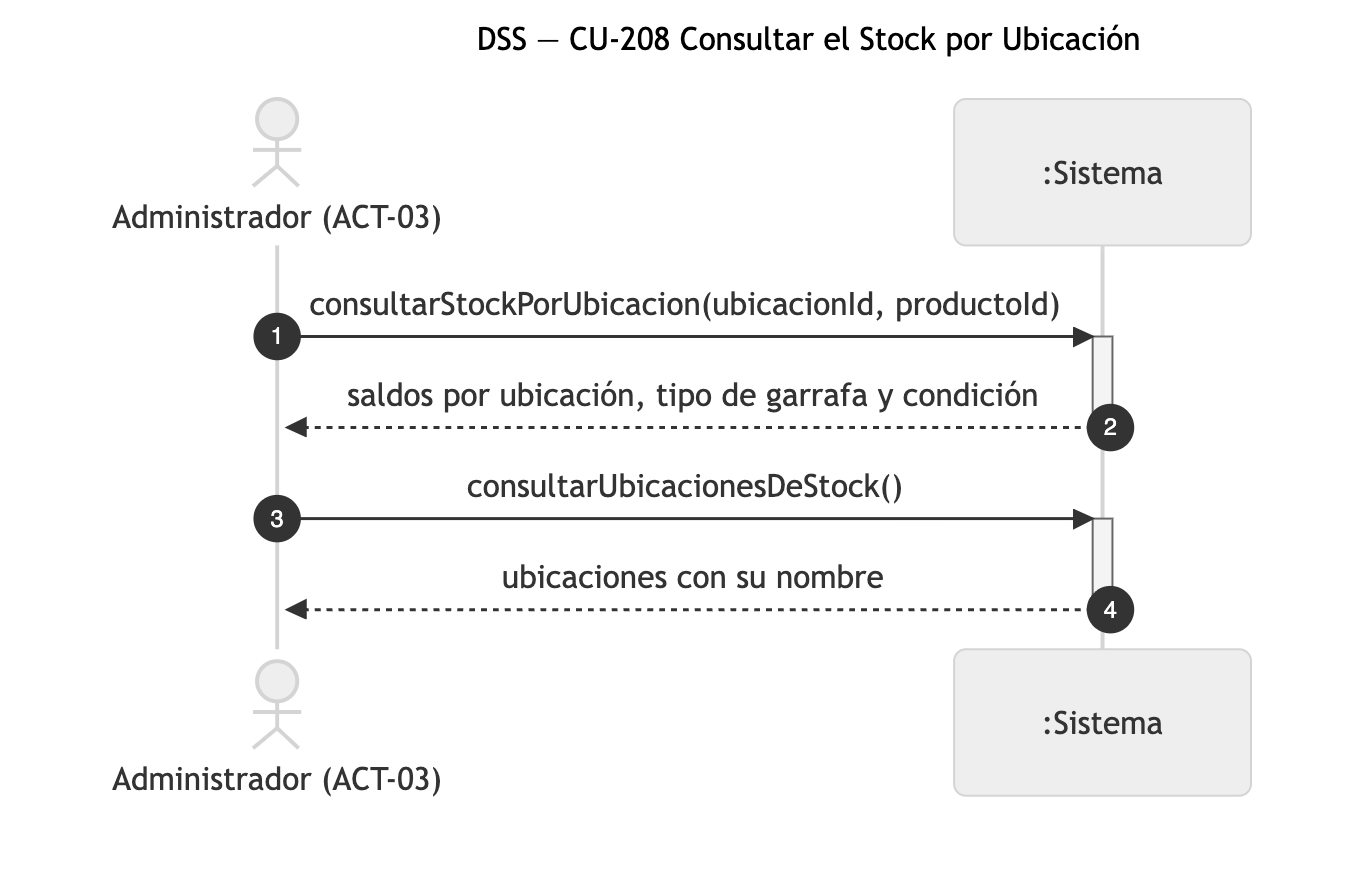 DSS — CU-208 Consultar el Stock por Ubicación
Administrador (ACT-03)
:Sistema
consultarStockPorUbicacion(ubicacionId, productoId)
1
saldos por ubicación, tipo de garrafa y condición
2
consultarUbicacionesDeStock()
3
ubicaciones con su nombre
4
Administrador (ACT-03)
:Sistema